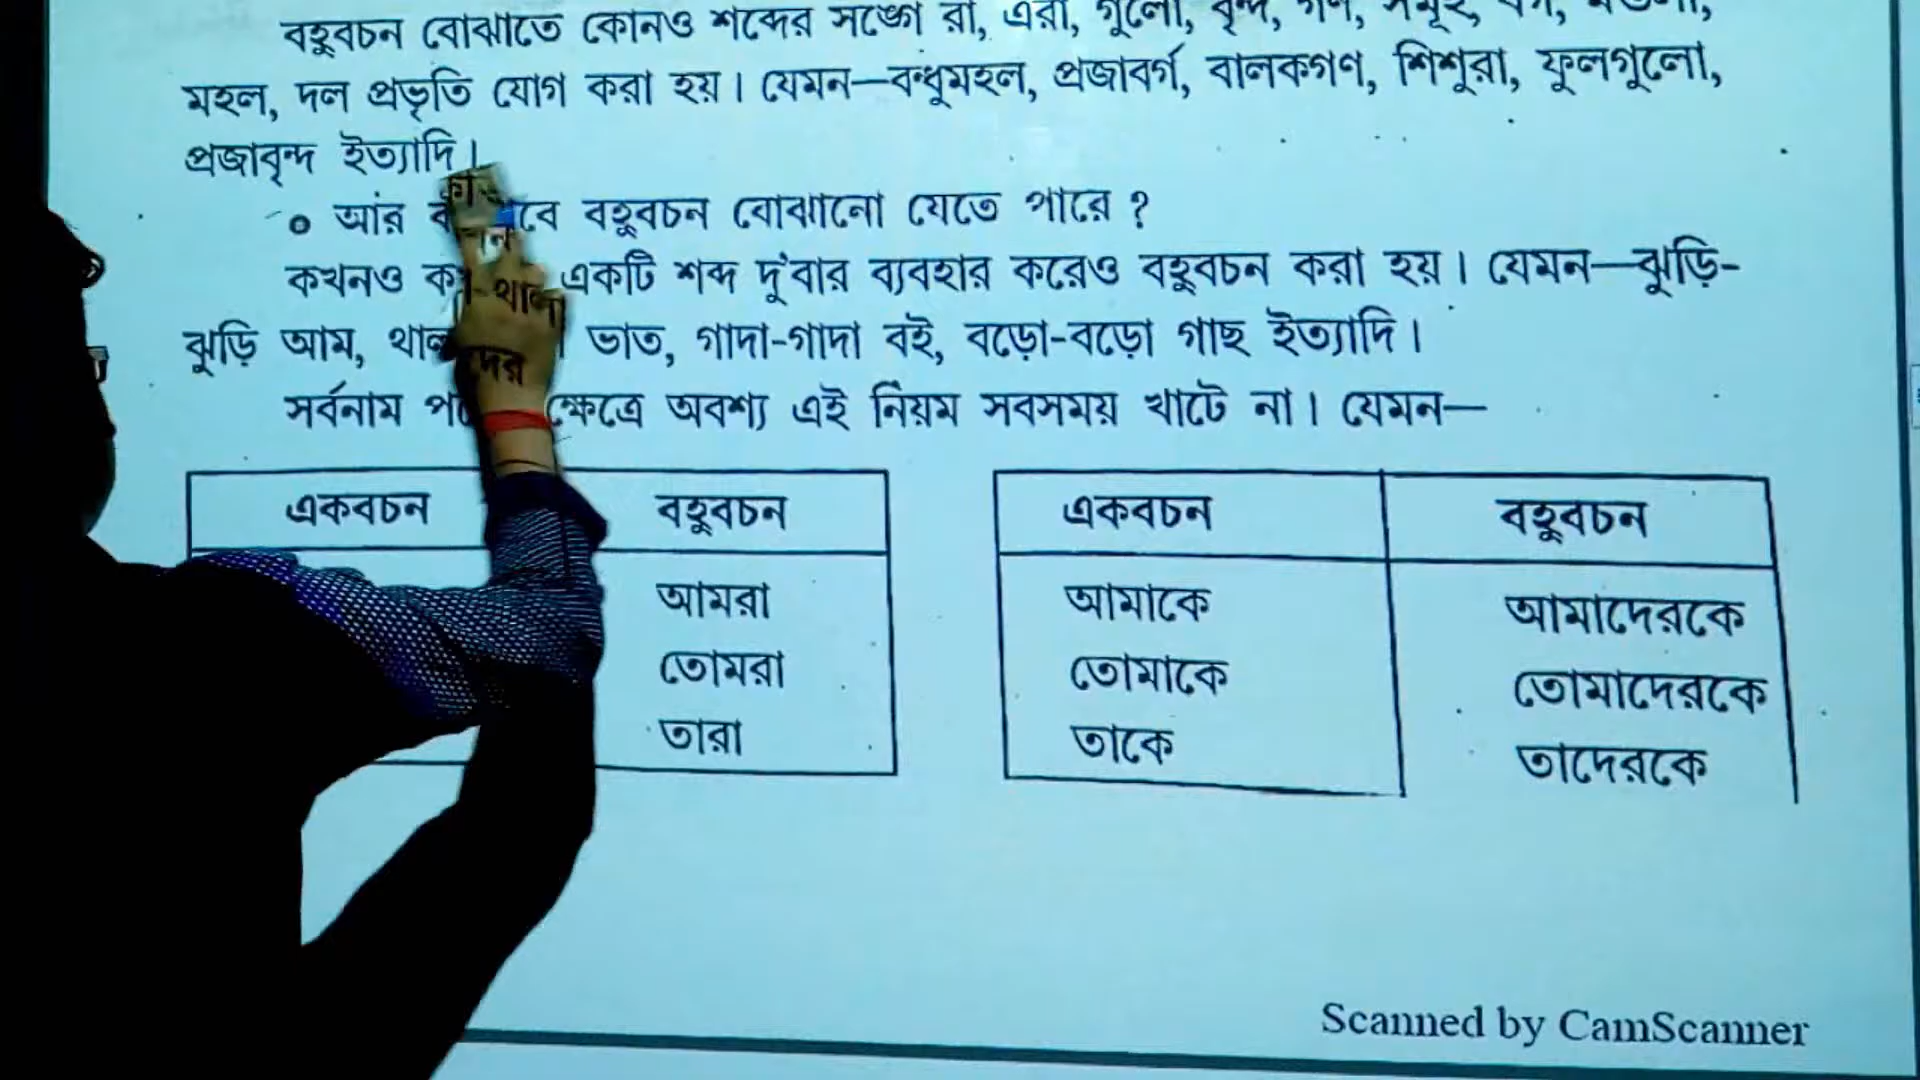 বহুবচন বোঝাতে কোনও শব্দের সঙ্গে রা, এরা, গুলো, বৃন্দ, গণ, সমূহ,
মহল, দল প্রভৃতি যোগ করা হয়। যেমন—বন্ধুমহল, প্রজাবর্গ, বালকগণ, শিশুরা, ফুলগুলো,
প্রজাবৃন্দ ইত্যাদি।
আর বহুবচন বোঝানো যেতে পারে ?
কখনও একটি শব্দ দু'বার ব্যবহার করেও বহুবচন করা হয়। যেমন—ঝুড়ি-
ঝুড়ি আম, ভাত, গাদা-গাদা বই, বড়ো-বড়ো গাছ ইত্যাদি।
সর্বনাম ক্ষেত্রে অবশ্য এই নিয়ম সবসময় খাটে না। যেমন—
একবচন বহুবচন
আমরা
তোমরা
তারা
একবচন বহুবচন
আমাকে আমাদেরকে
তোমাকে তোমাদেরকে
তাকে তাদেরকে
Scanned by CamScanner